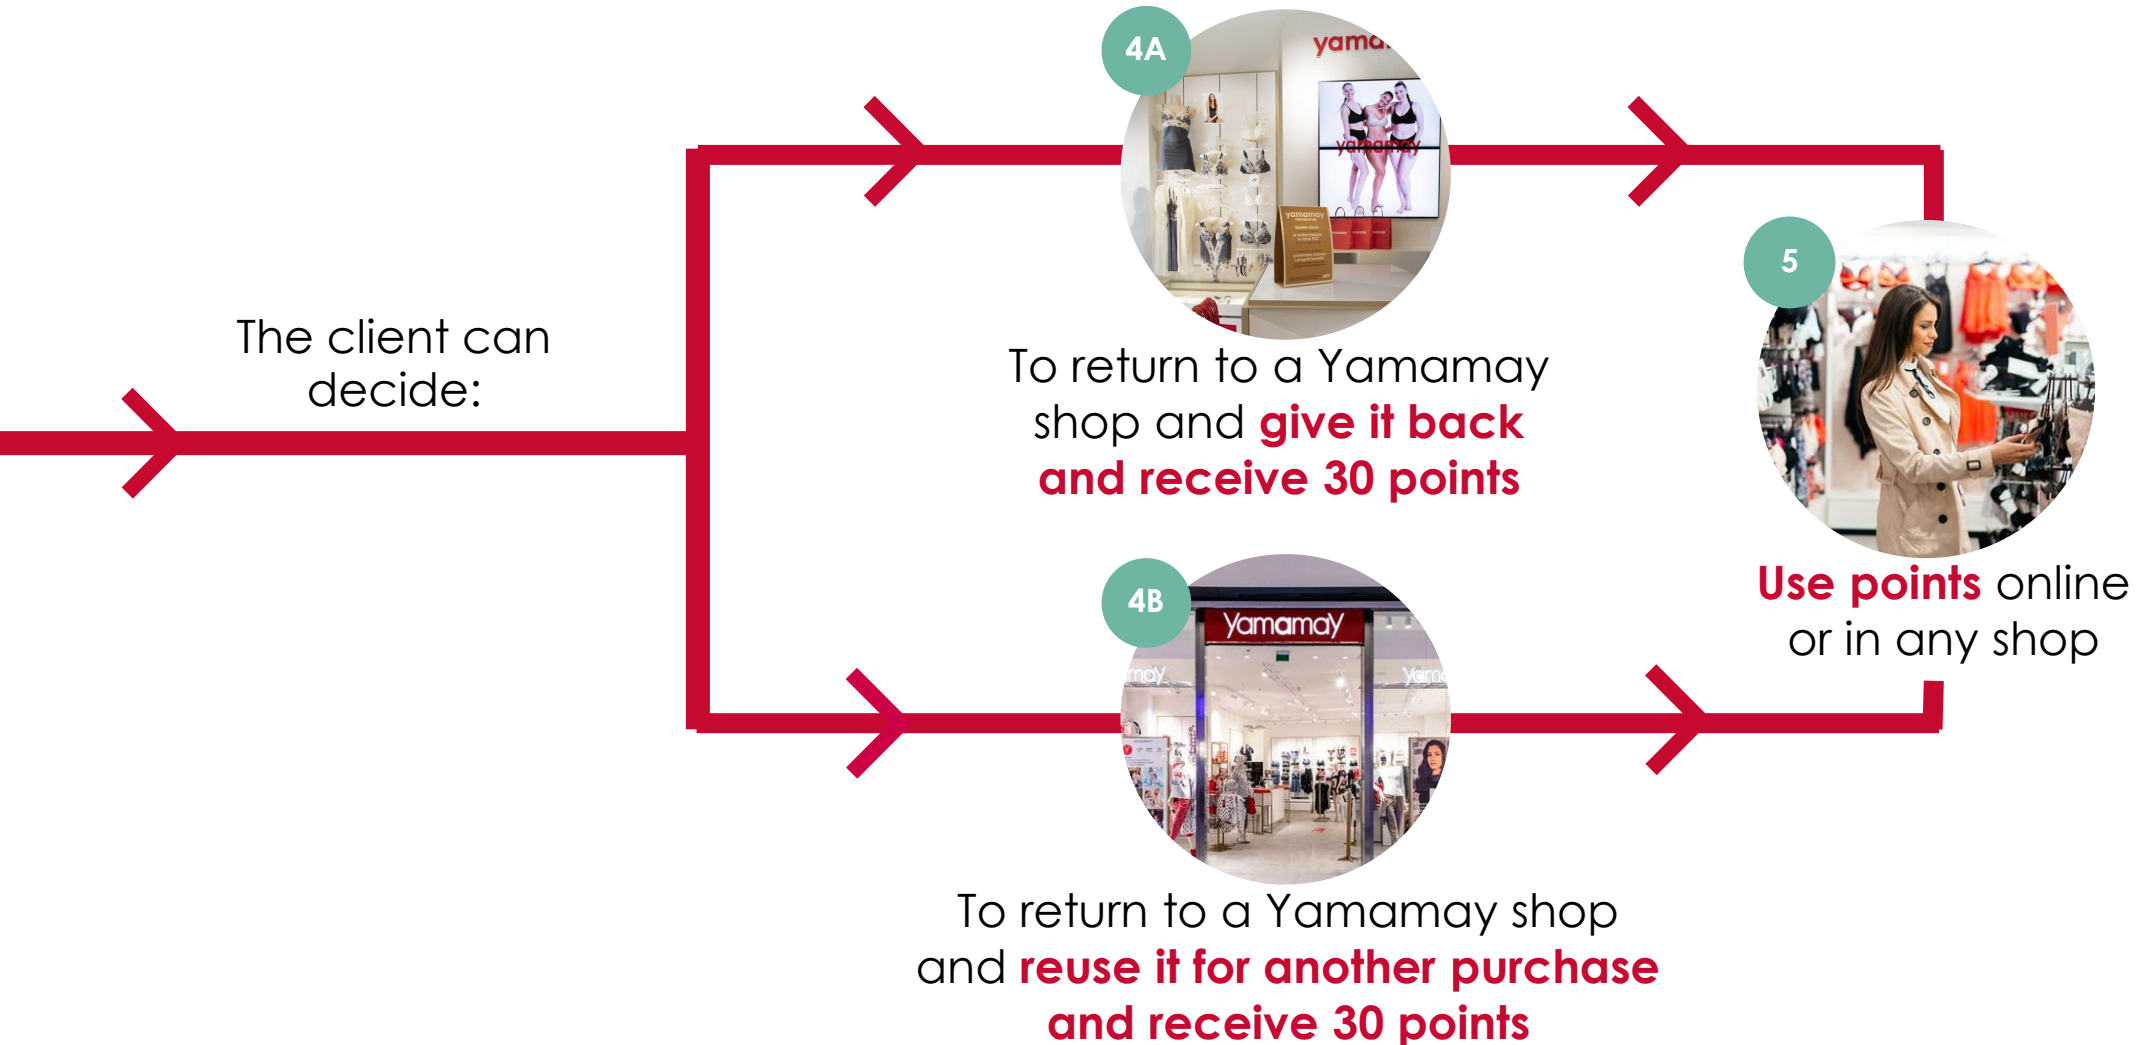 The client can
decide:
4A
yamamay
yamamay
To return to a Yamamay
shop and give it back
and receive 30 points
4B
yamamay
To return to a Yamamay shop
and reuse it for another purchase
and receive 30 points
5
Use points online
or in any shop